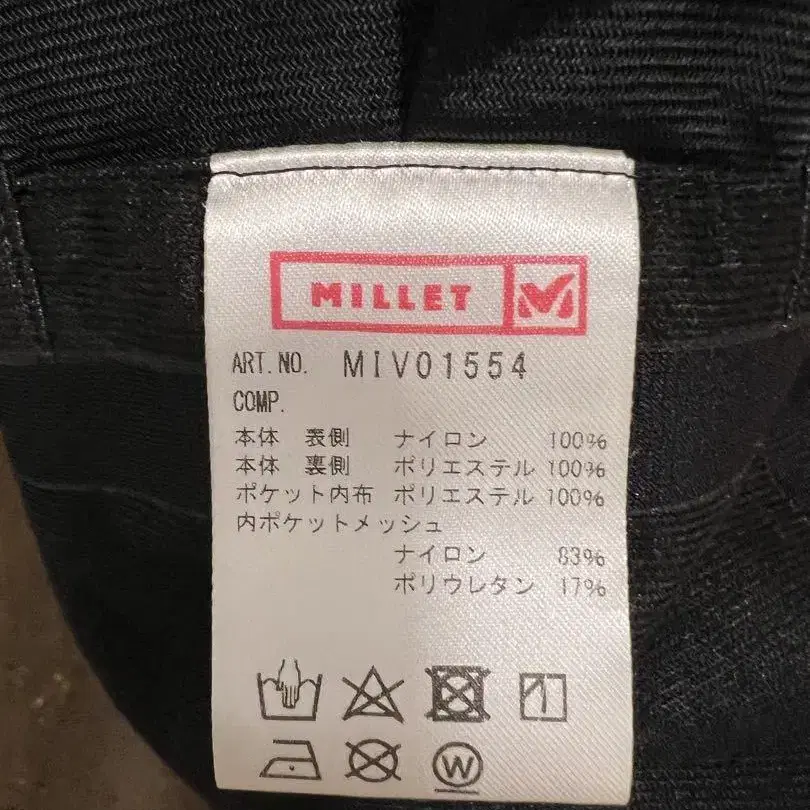 MILLET
ART.NO. MIV01554
COMP.
本体 表側 ナイロン 100%
本体 裏側 ポリエステル 100%
ポケット内布 ポリエステル 100%
内ポケットメッシュ
ナイロン 83%
ポリウレタン 17%
W